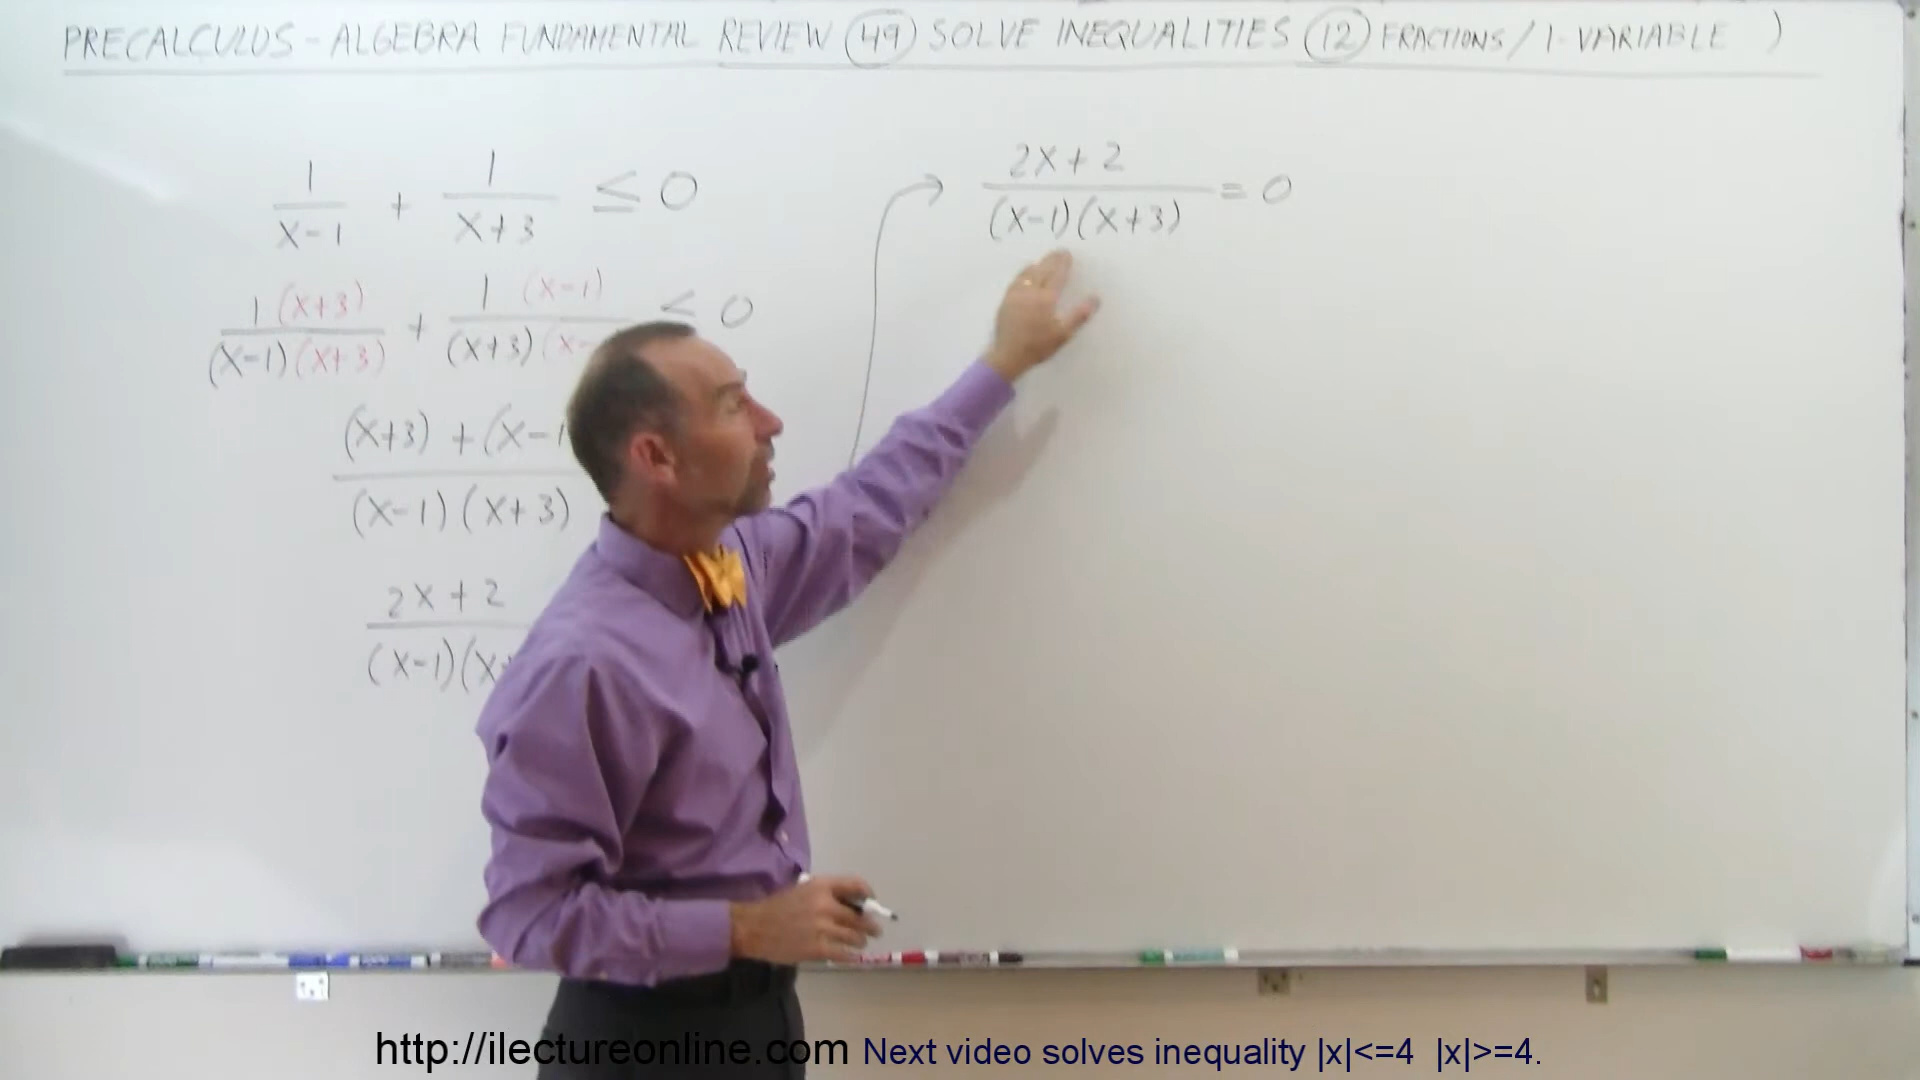 PRECALCULUS - ALGEBRA FUNDAMENTAL REVIEW 49 SOLVE INEQUALITIES 12 FRACTIONS / 1-VARIABLE )
1/(X-1) + 1/(X+3) ≤ 0
1(X+3)/((X-1)(X+3)) + 1(X-1)/((X+3)(X- < 0
(X+3) + (X-1
(X-1)(X+3)
2X+2
(X-1)(X+
(2X+2)/((X-1)(X+3)) = 0
http://ilectureonline.com Next video solves inequality |x|<=4 |x|>=4.